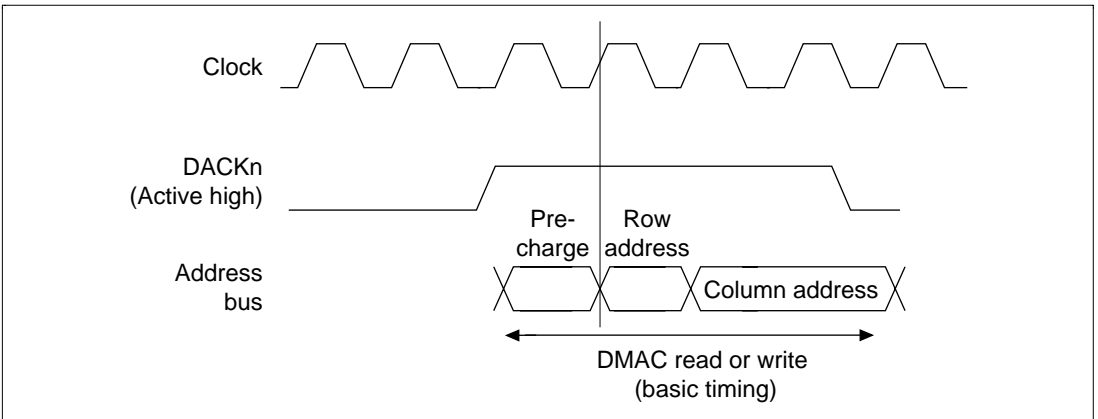 Clock
DACKn
(Active high)
Pre-
charge
Row
address
Address
bus
Column address
DMAC read or write
(basic timing)